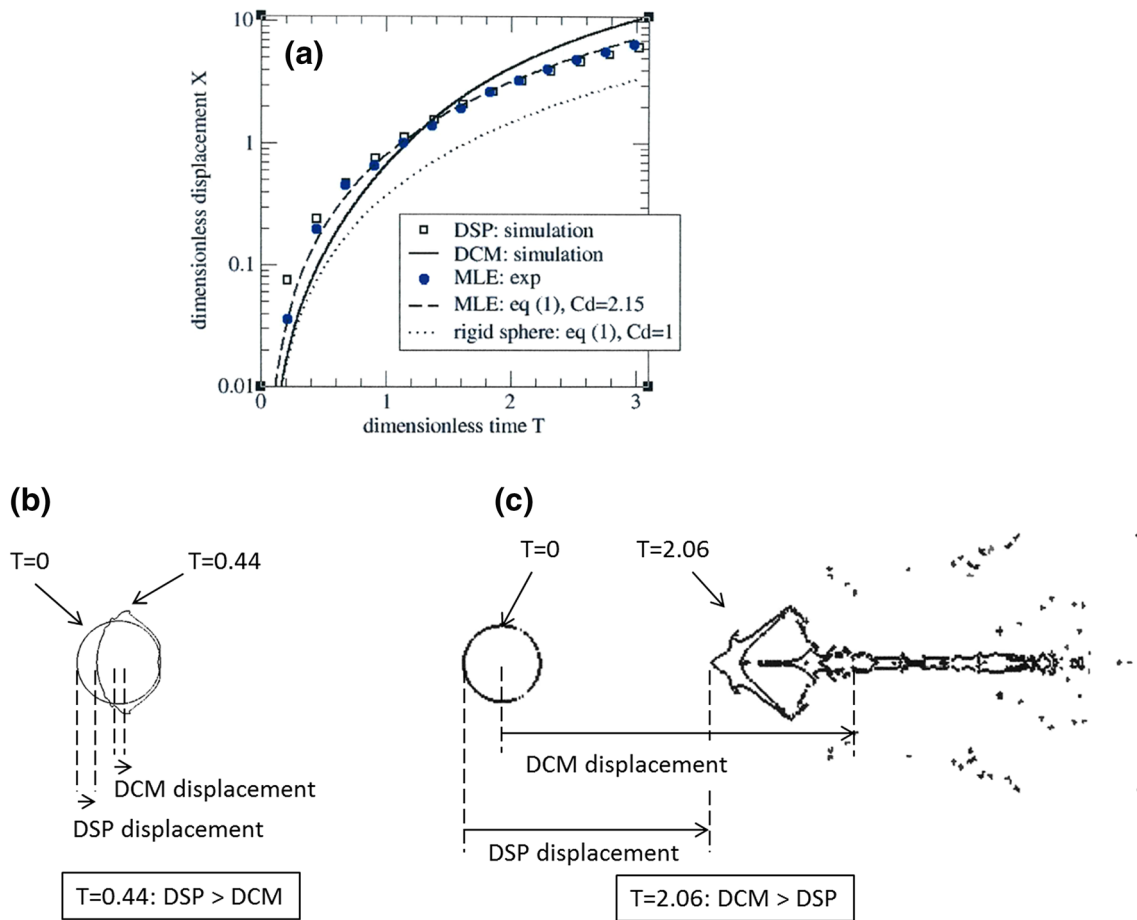 (a)
10
1
0.1
0.01
0
1
2
3
dimensionless displacement X
dimensionless time T
DSP: simulation
DCM: simulation
MLE: exp
MLE: eq (1), Cd=2.15
rigid sphere: eq (1), Cd=1
(b)
T=0
T=0.44
DCM displacement
DSP displacement
T=0.44: DSP > DCM
(c)
T=0
T=2.06
DCM displacement
DSP displacement
T=2.06: DCM > DSP